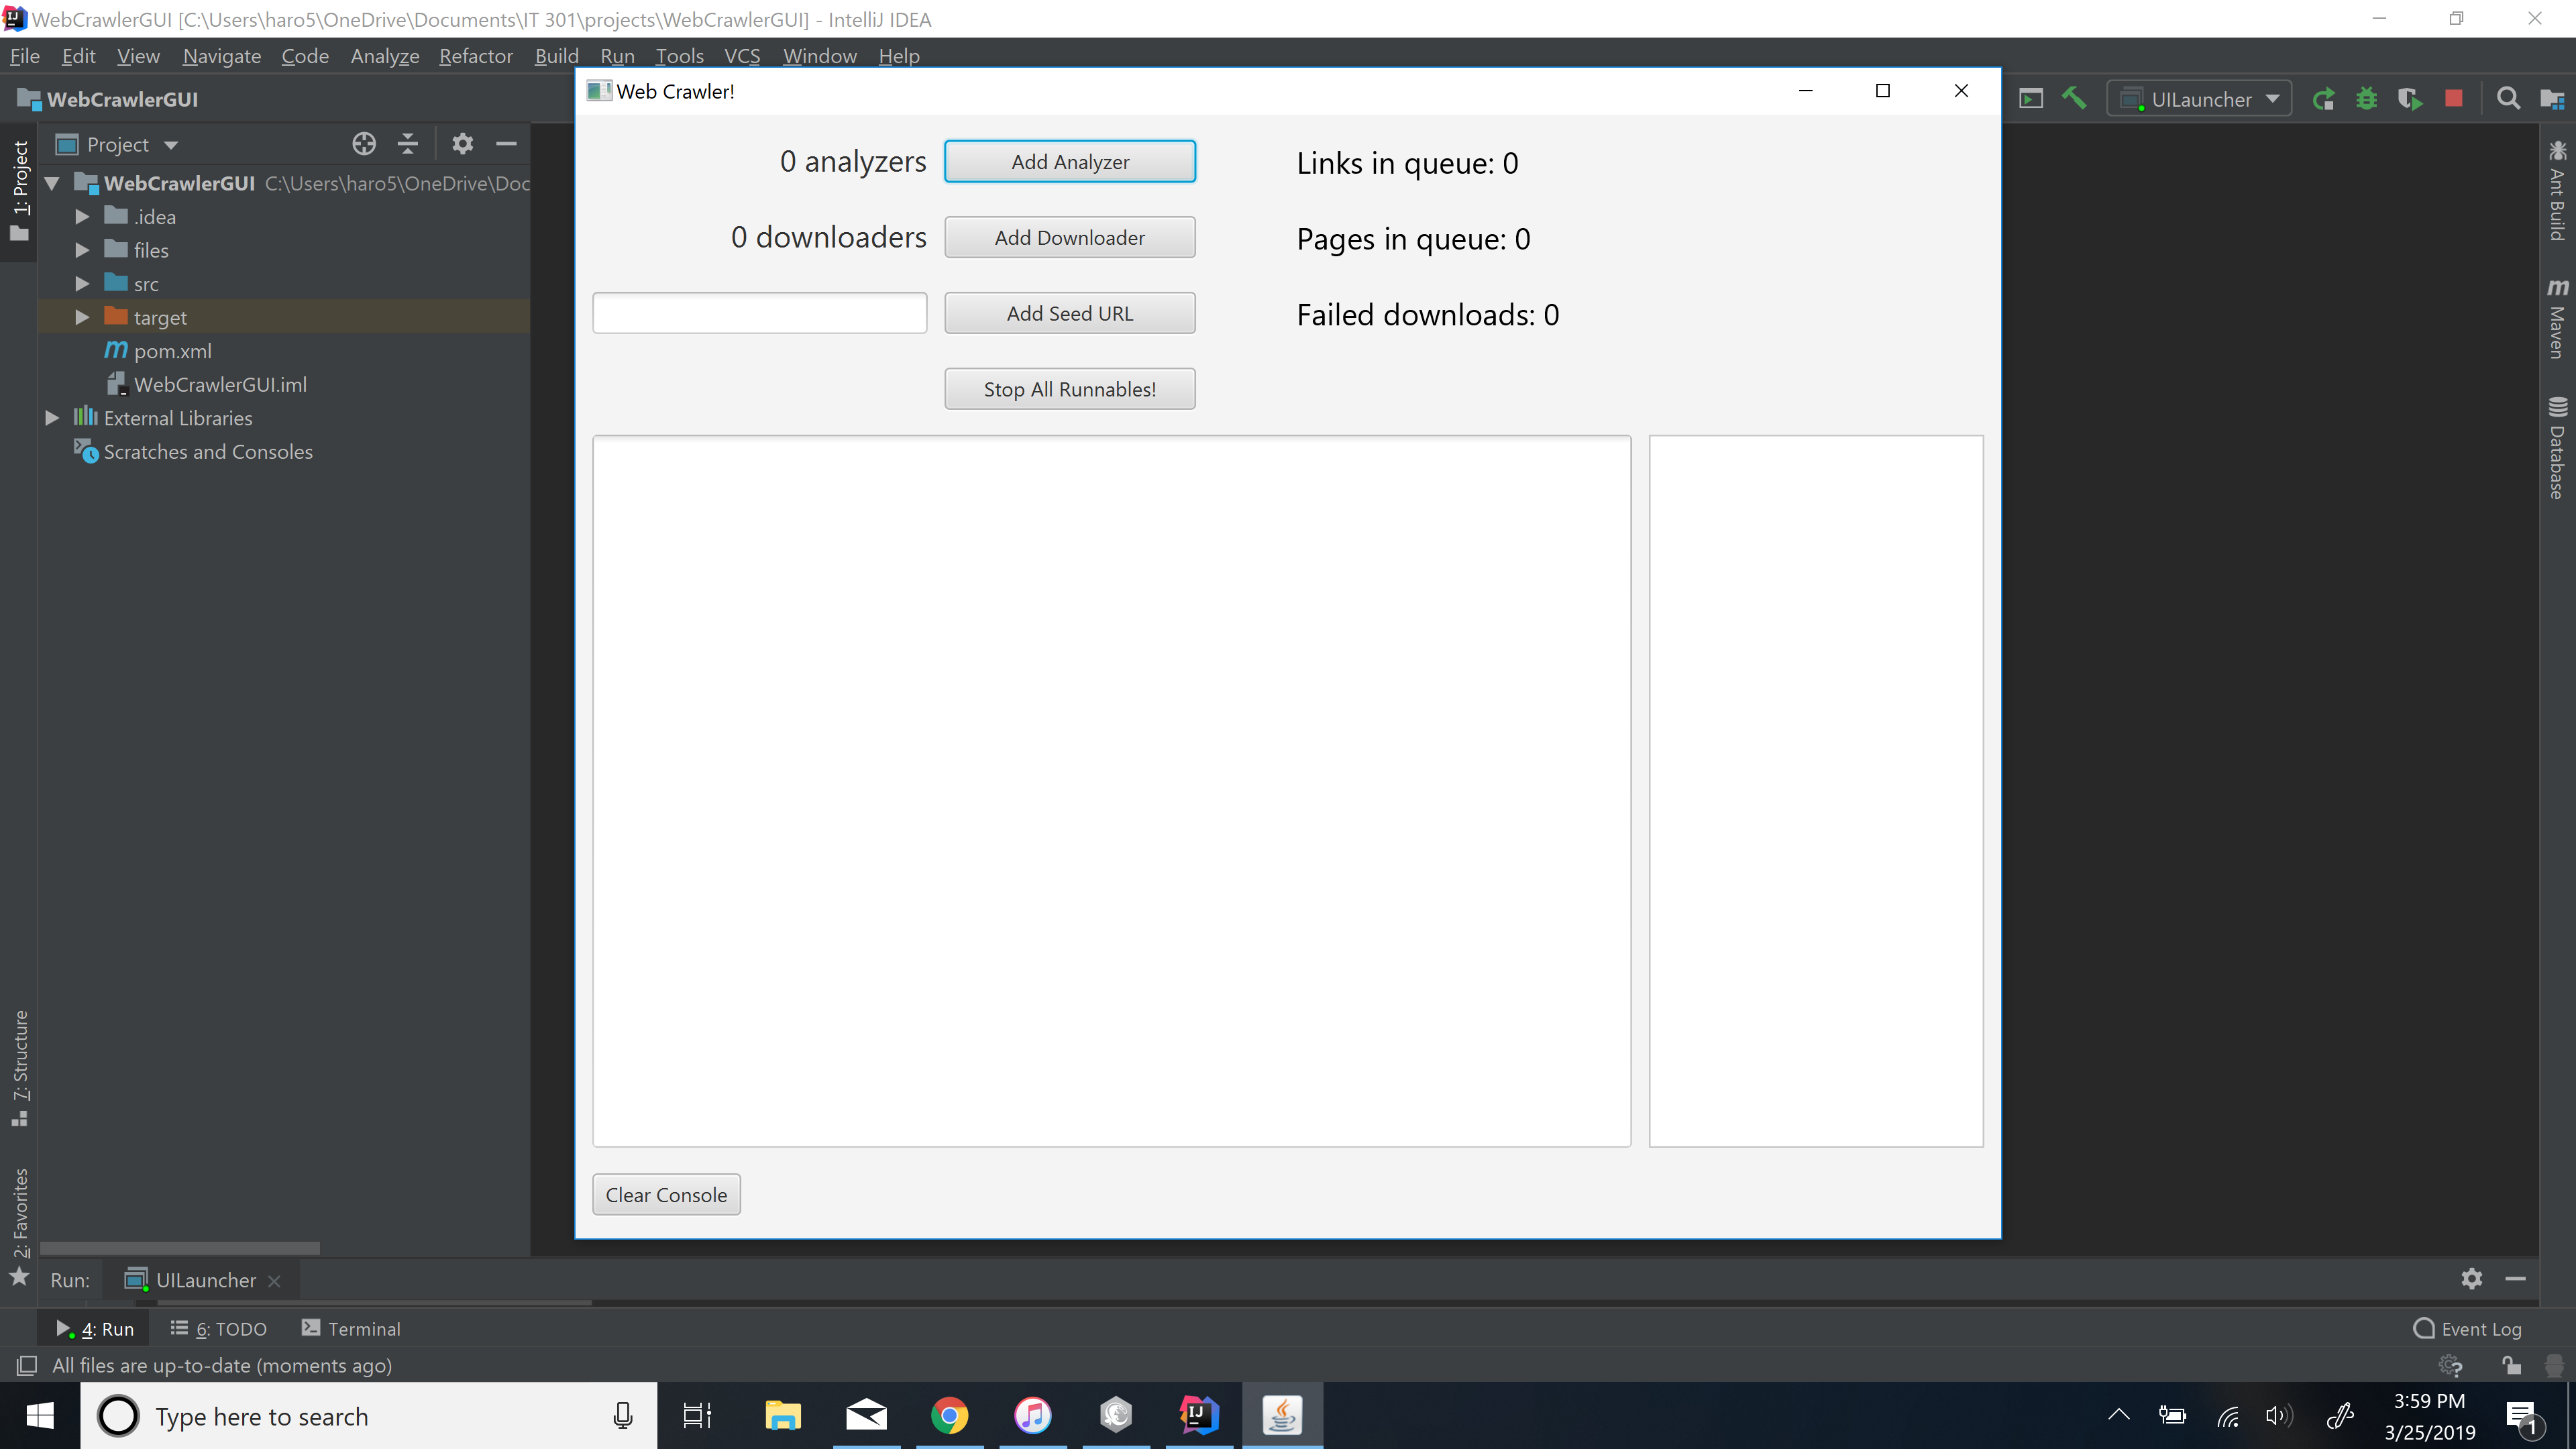 WebCrawlerGUI [C:\Users\haro5\OneDrive\Documents\IT 301\projects\WebCrawlerGUI] - IntelliJ IDEA
File Edit View Navigate Code Analyze Refactor Build Run Tools VCS Window Help
WebCrawlerGUI
UILauncher
Web Crawler!
0 analyzers Add Analyzer Links in queue: 0
0 downloaders Add Downloader Pages in queue: 0
Add Seed URL Failed downloads: 0
Stop All Runnables!
Clear Console
1: Project
Project
WebCrawlerGUI C:\Users\haro5\OneDrive\Doc
.idea
files
src
target
pom.xml
WebCrawlerGUI.iml
External Libraries
Scratches and Consoles
7: Structure
2: Favorites
Ant Build
Maven
Database
Run: UILauncher
4: Run 6: TODO Terminal Event Log
All files are up-to-date (moments ago)
Type here to search
3:59 PM
3/25/2019
1